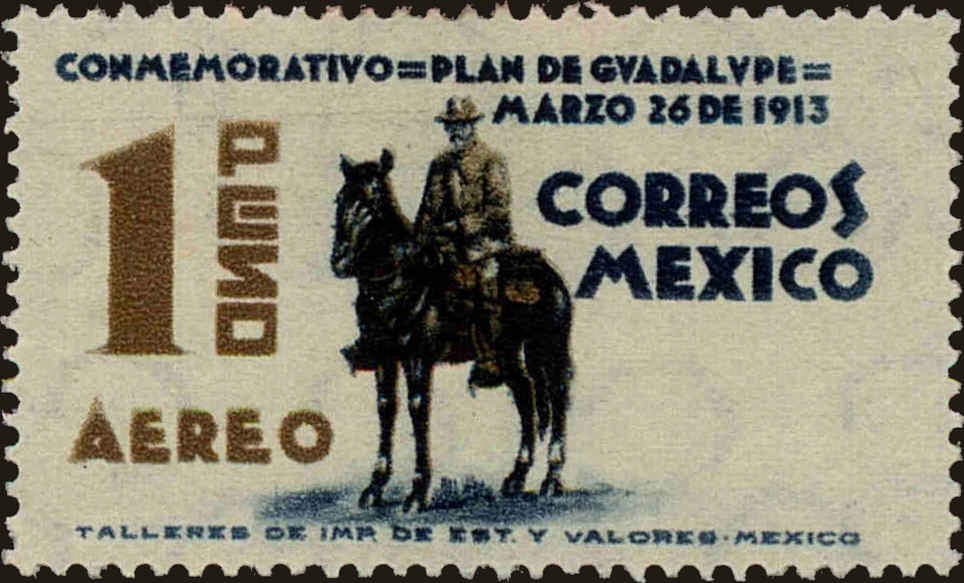 CONMEMORATIVO=PLAN DE GVADALVPE=
MARZO 26 DE 1913
1 PESO
CORREOS
MEXICO
AEREO
TALLERES DE IMP. DE EST. Y VALORES-MEXICO